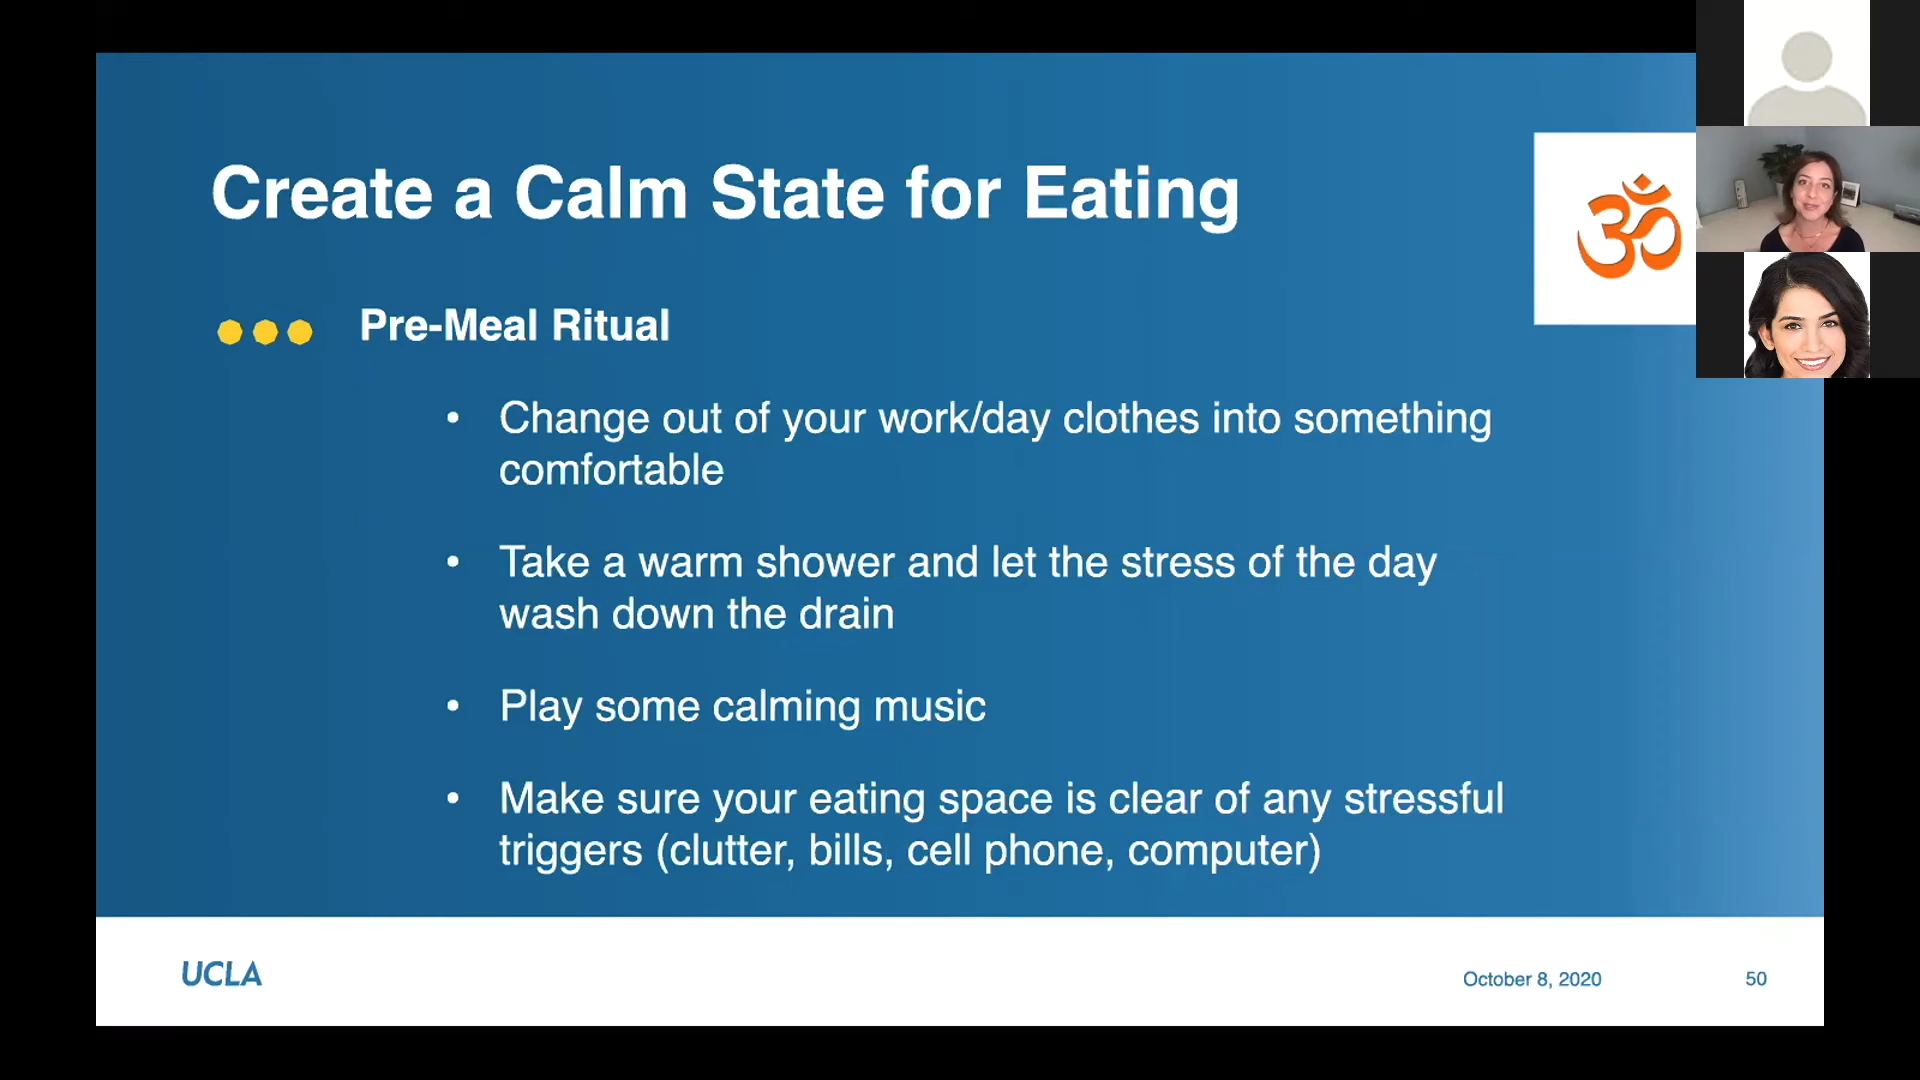 Create a Calm State for Eating
ॐ
Pre-Meal Ritual
• Change out of your work/day clothes into something
comfortable
• Take a warm shower and let the stress of the day
wash down the drain
• Play some calming music
• Make sure your eating space is clear of any stressful
triggers (clutter, bills, cell phone, computer)
UCLA
October 8, 2020
50